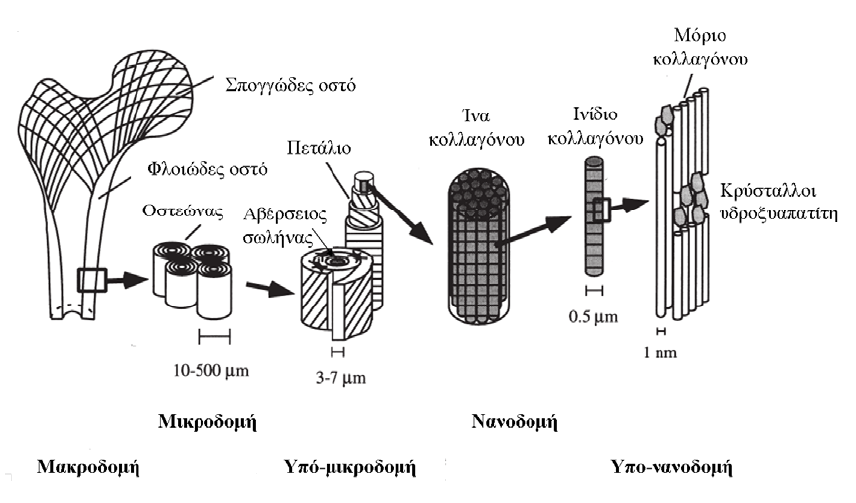 Μόριο
κολλαγόνου
Σπογγώδες οστό
Ίνα
κολλαγόνου
Ινίδιο
κολλαγόνου
Πετάλιο
Φλοιώδες οστό
Κρύσταλλοι
υδροξυαπατίτη
Οστεώνας
Αβέρσειος
σωλήνας
0.5 μm
1 nm
10-500 μm
3-7 μm
Μικροδομή
Νανοδομή
Μακροδομή
Υπό-μικροδομή
Υπο-νανοδομή